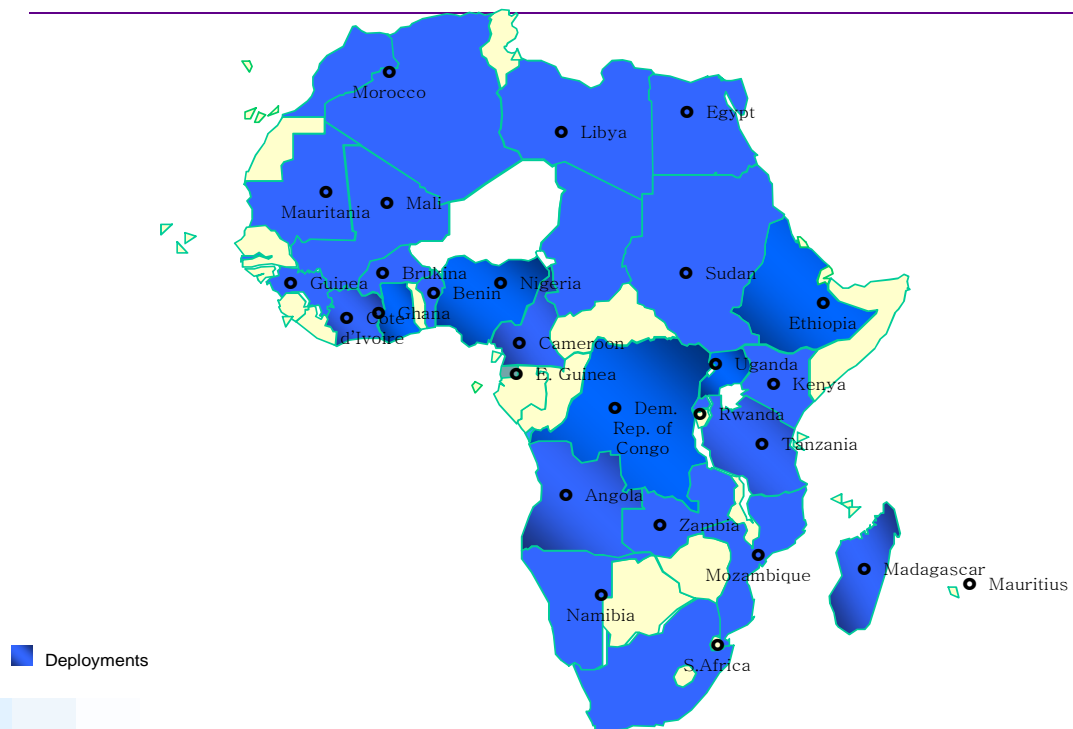 Morocco
Egypt
Libya
Mauritania
Mali
Brukina
Guinea
Benin
Nigeria
Sudan
Ghana
Cote
d'Ivoire
Ethiopia
Cameroon
E. Guinea
Uganda
Kenya
Dem.
Rep. of
Congo
Rwanda
Tanzania
Angola
Zambia
Mozambique
Madagascar
Mauritius
Namibia
S.Africa
Deployments